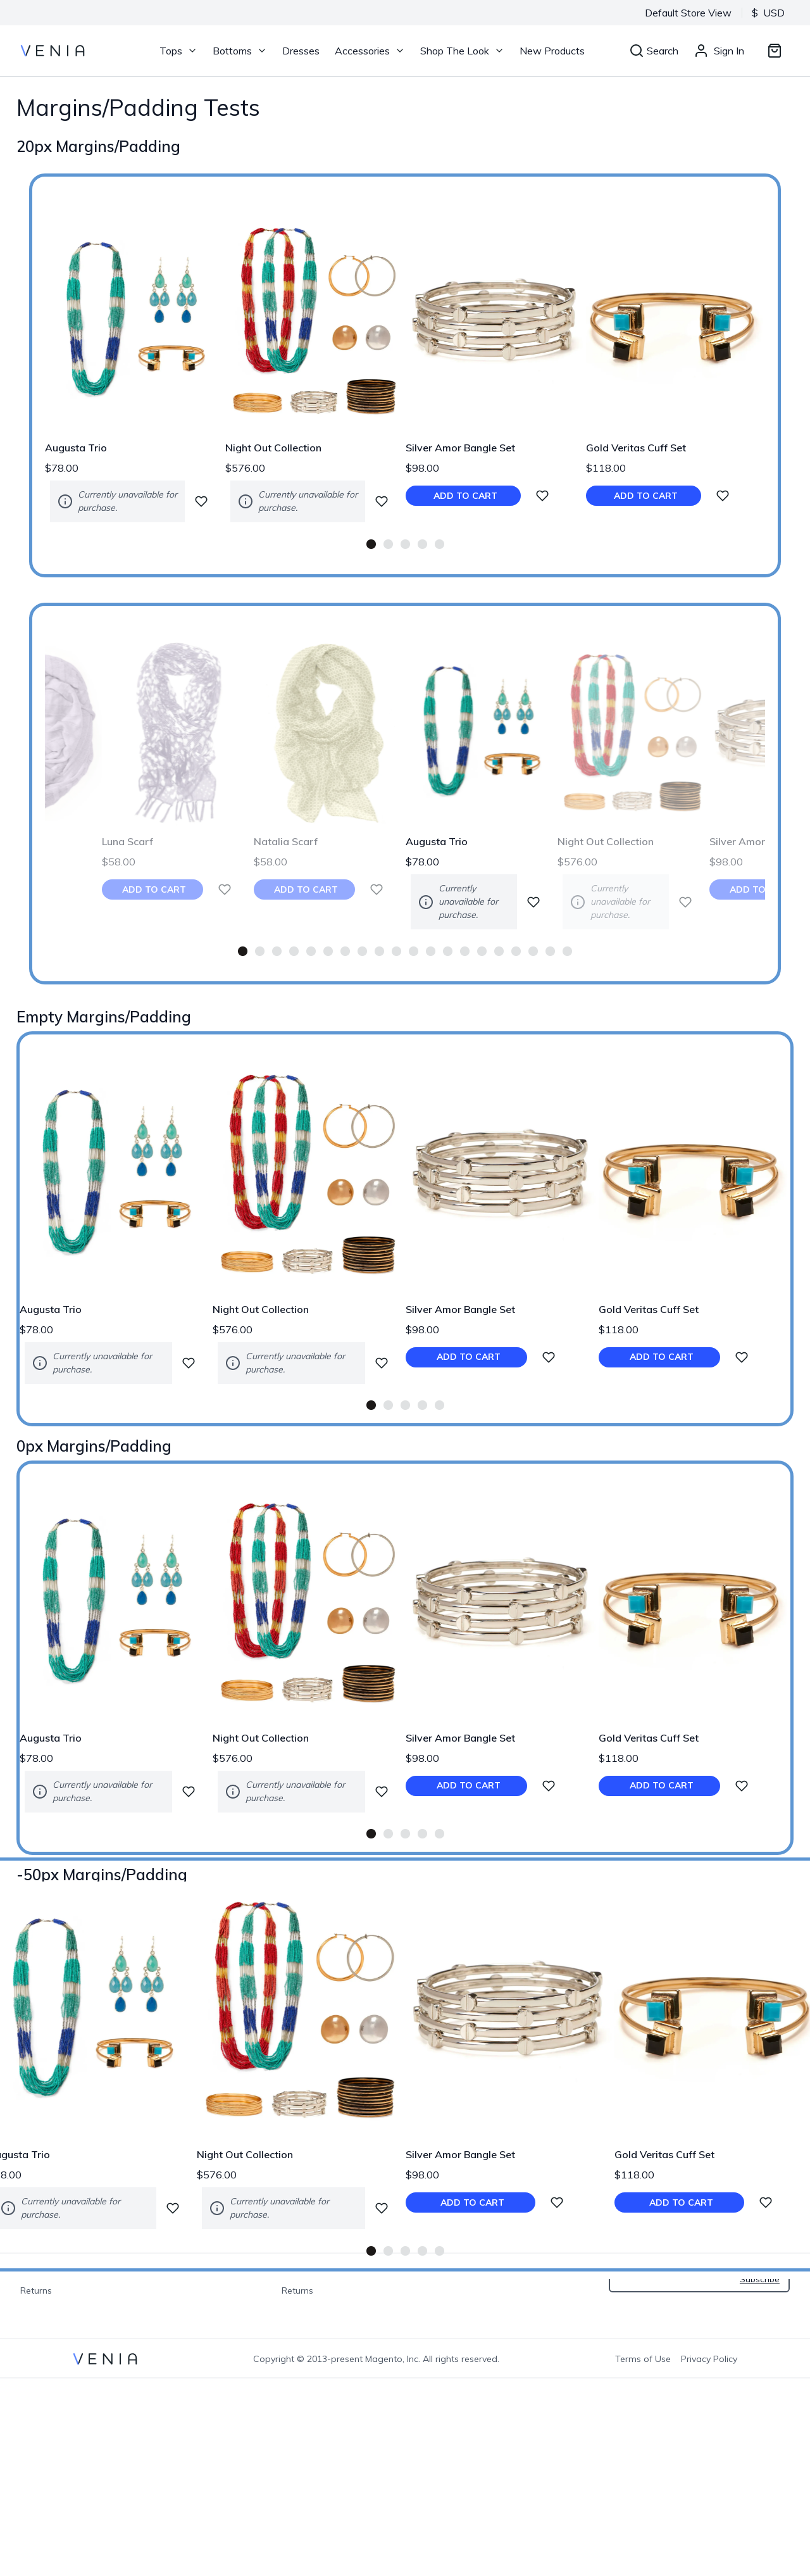 Default Store View $ USD
VENIA Tops Bottoms Dresses Accessories Shop The Look New Products Search Sign In
Margins/Padding Tests
20px Margins/Padding
Augusta Trio Night Out Collection Silver Amor Bangle Set Gold Veritas Cuff Set
$78.00 $576.00 $98.00 $118.00
Currently unavailable for Currently unavailable for ADD TO CART ADD TO CART
purchase. purchase.
Luna Scarf Natalia Scarf Augusta Trio Night Out Collection Silver Amor
$58.00 $58.00 $78.00 $576.00 $98.00
ADD TO CART ADD TO CART Currently Currently ADD TO
unavailable for unavailable for
purchase. purchase.
Empty Margins/Padding
Augusta Trio Night Out Collection Silver Amor Bangle Set Gold Veritas Cuff Set
$78.00 $576.00 $98.00 $118.00
Currently unavailable for Currently unavailable for ADD TO CART ADD TO CART
purchase. purchase.
0px Margins/Padding
Augusta Trio Night Out Collection Silver Amor Bangle Set Gold Veritas Cuff Set
$78.00 $576.00 $98.00 $118.00
Currently unavailable for Currently unavailable for ADD TO CART ADD TO CART
purchase. purchase.
-50px Margins/Padding
gusta Trio Night Out Collection Silver Amor Bangle Set Gold Veritas Cuff Set
8.00 $576.00 $98.00 $118.00
Currently unavailable for Currently unavailable for ADD TO CART ADD TO CART
purchase. purchase.
Subscribe
Returns Returns
VENIA Copyright © 2013-present Magento, Inc. All rights reserved. Terms of Use Privacy Policy